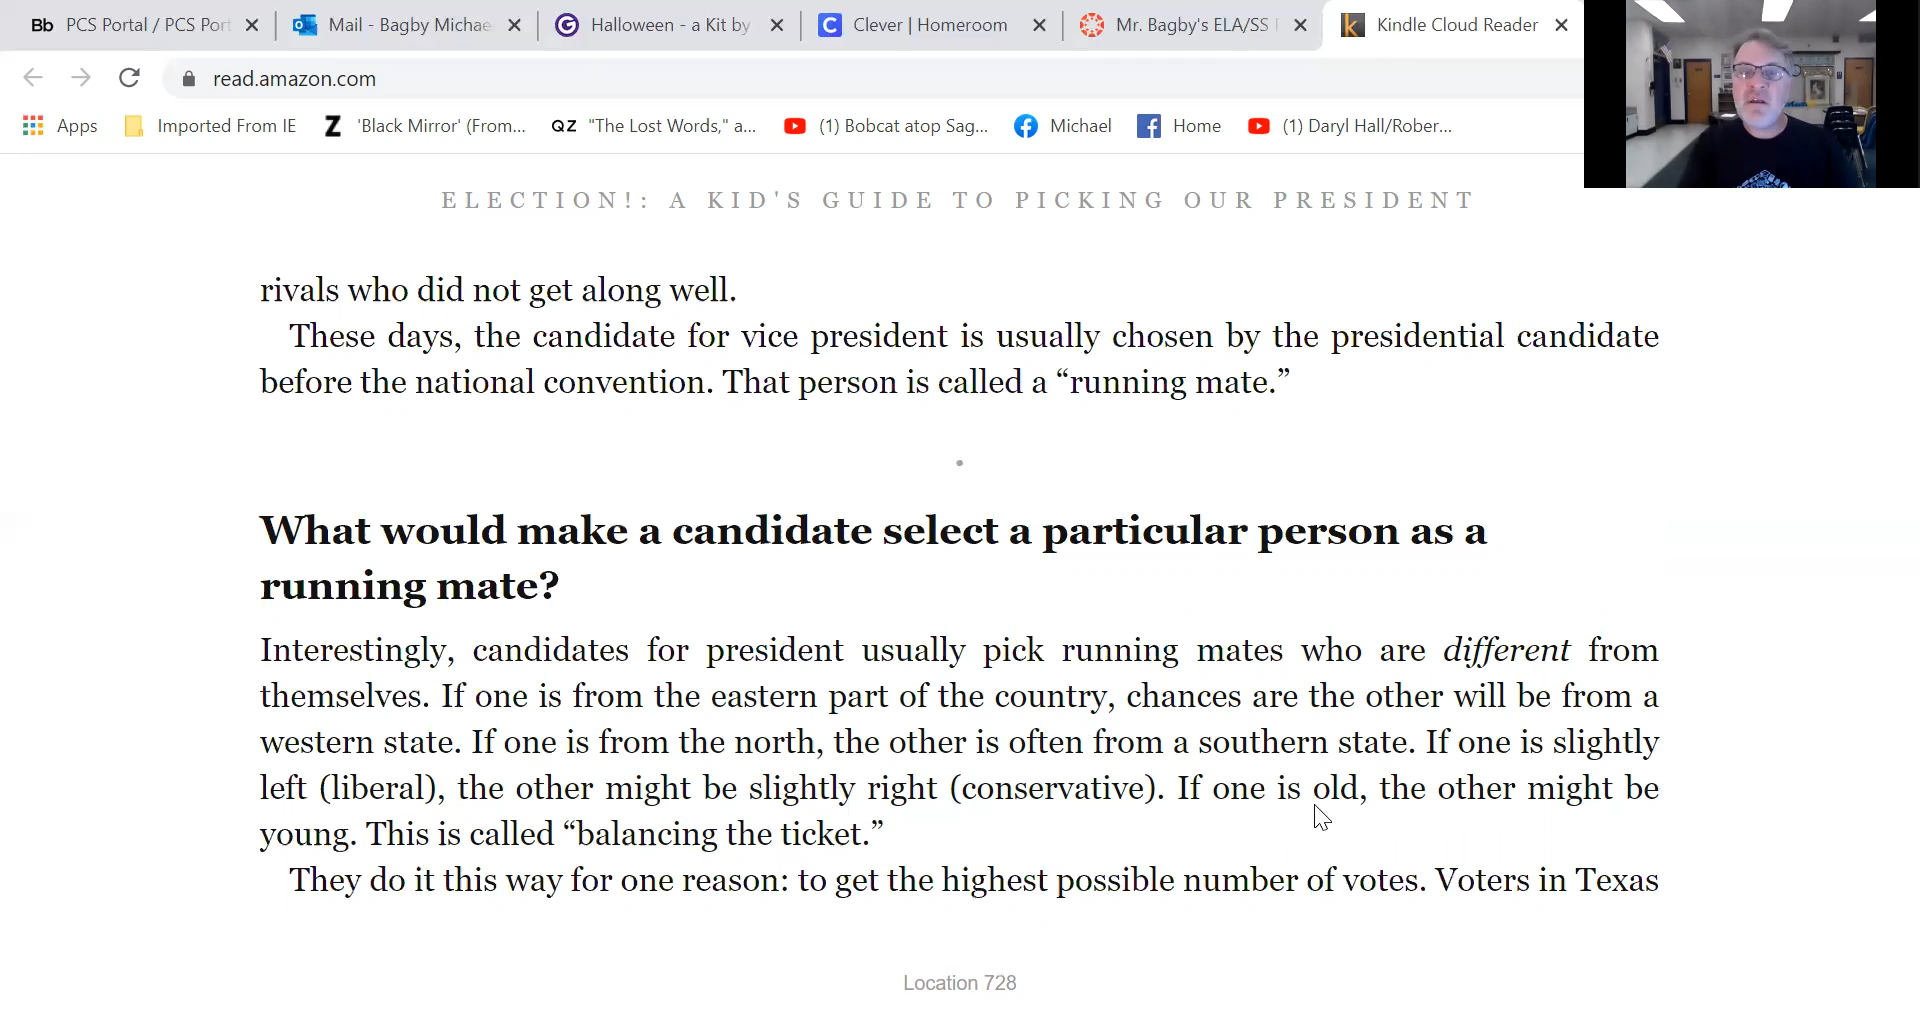 Bb PCS Portal / PCS Port
Mail - Bagby Michae
G Halloween - a Kit by
C Clever | Homeroom
Mr. Bagby's ELA/SS
k Kindle Cloud Reader
read.amazon.com
Apps
Imported From IE
Z 'Black Mirror' (From...
QZ "The Lost Words," a...
(1) Bobcat atop Sag...
Michael
Home
(1) Daryl Hall/Rober...
ELECTION!: A KID'S GUIDE TO PICKING OUR PRESIDENT
rivals who did not get along well.
These days, the candidate for vice president is usually chosen by the presidential candidate
before the national convention. That person is called a “running mate.”
What would make a candidate select a particular person as a
running mate?
Interestingly, candidates for president usually pick running mates who are different from
themselves. If one is from the eastern part of the country, chances are the other will be from a
western state. If one is from the north, the other is often from a southern state. If one is slightly
left (liberal), the other might be slightly right (conservative). If one is old, the other might be
young. This is called “balancing the ticket.”
They do it this way for one reason: to get the highest possible number of votes. Voters in Texas
Location 728